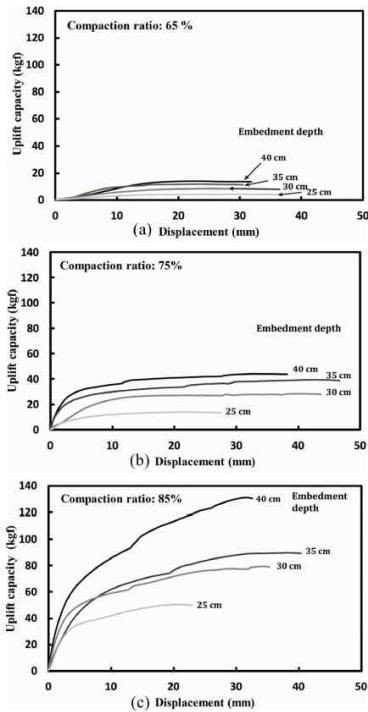 Compaction ratio: 65 %
Uplift capacity (kgf)
140
120
100
80
60
40
20
0
Embedment depth
40 cm
35 cm
30 cm
25 cm
0 10 20 30 40 50
Displacement (mm)
(a)
Compaction ratio: 75%
Uplift capacity (kgf)
140
120
100
80
60
40
20
0
Embedment depth
40 cm
35 cm
30 cm
25 cm
0 10 20 30 40 50
Displacement (mm)
(b)
Compaction ratio: 85%
Uplift capacity (kgf)
140
120
100
80
60
40
20
0
Embedment
depth
40 cm
35 cm
30 cm
25 cm
0 10 20 30 40 50
Displacement (mm)
(c)